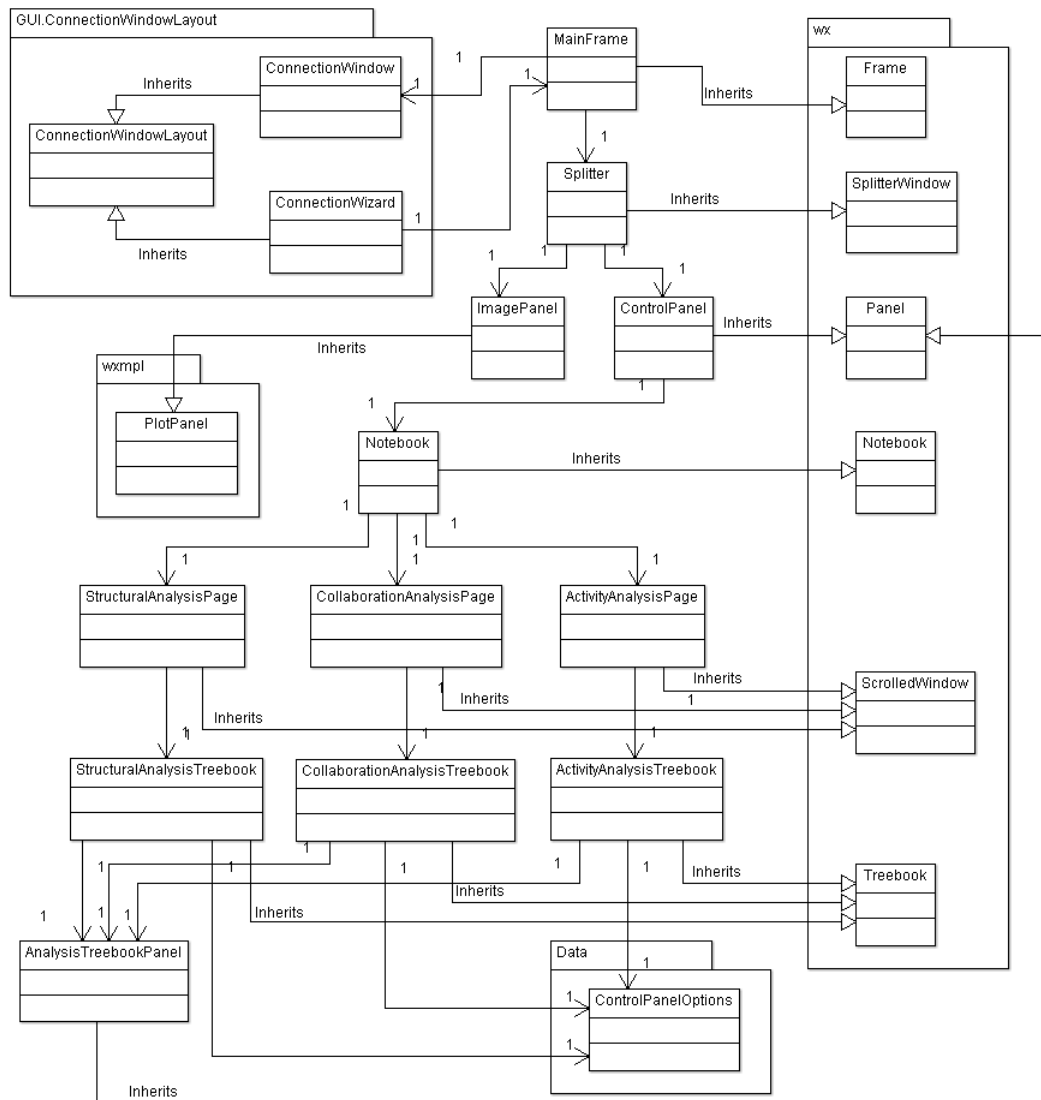 GUI.ConnectionWindowLayout
wx
MainFrame
1
ConnectionWindow
Frame
Inherits
1
1
Inherits
ConnectionWindowLayout
1
Splitter
SplitterWindow
ConnectionWizard
Inherits
1
Inherits
1
1
1
1
ImagePanel
ControlPanel
Inherits
Panel
Inherits
wxmpl
1
1
PlotPanel
Notebook
Inherits
Notebook
1
1
1
1
1
1
StructuralAnalysisPage
CollaborationAnalysisPage
ActivityAnalysisPage
Inherits
ScrolledWindow
1
Inherits
1
Inherits
1
1
1
1
StructuralAnalysisTreebook
CollaborationAnalysisTreebook
ActivityAnalysisTreebook
1
1
1
1
1
1
Inherits
Treebook
Inherits
1
1
1
Inherits
AnalysisTreebookPanel
Data
1
1
ControlPanelOptions
1
Inherits